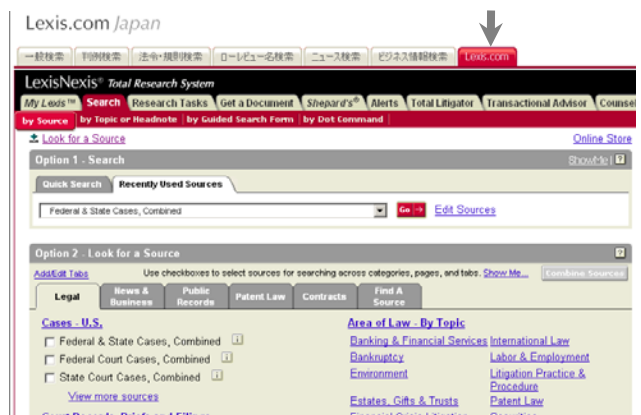 Lexis.com Japan
一般検索 判例検索 法令・規則検索 ローレビュー名検索 ニュース検索 ビジネス情報検索 Lexis.com
LexisNexis® Total Research System
My Lexis™ Search Research Tasks Get a Document Shepard's® Alerts Total Litigator Transactional Advisor Counsel
by Source by Topic or Headnote by Guided Search Form by Dot Command
Look for a Source Online Store
Option 1 - Search ShowMe | ?
Quick Search Recently Used Sources
Federal & State Cases, Combined Go Edit Sources
Option 2 - Look for a Source ?
Add/Edit Tabs Use checkboxes to select sources for searching across categories, pages, and tabs. Show Me... Combine Sources
Legal News & Business Public Records Patent Law Contracts Find A Source
Cases - U.S. Area of Law - By Topic
Federal & State Cases, Combined i Banking & Financial Services International Law
Federal Court Cases, Combined i Bankruptcy Labor & Employment
State Court Cases, Combined i Environment Litigation Practice & Procedure
View more sources Estates, Gifts & Trusts Patent Law